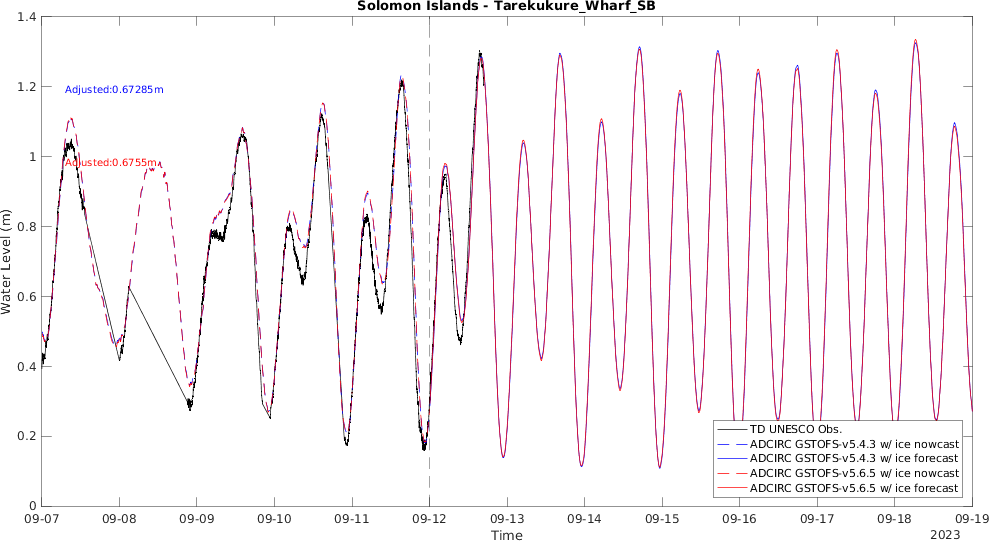 Solomon Islands - Tarekukure_Wharf_SB
1.4
1.2
1
0.8
0.6
0.4
0.2
0
Water Level (m)
Adjusted:0.67285m
Adjusted:0.6755m
TD UNESCO Obs.
ADCIRC GSTOFS-v5.4.3 w/ ice nowcast
ADCIRC GSTOFS-v5.4.3 w/ ice forecast
ADCIRC GSTOFS-v5.6.5 w/ ice nowcast
ADCIRC GSTOFS-v5.6.5 w/ ice forecast
09-07 09-08 09-09 09-10 09-11 09-12 09-13 09-14 09-15 09-16 09-17 09-18 09-19
Time
2023